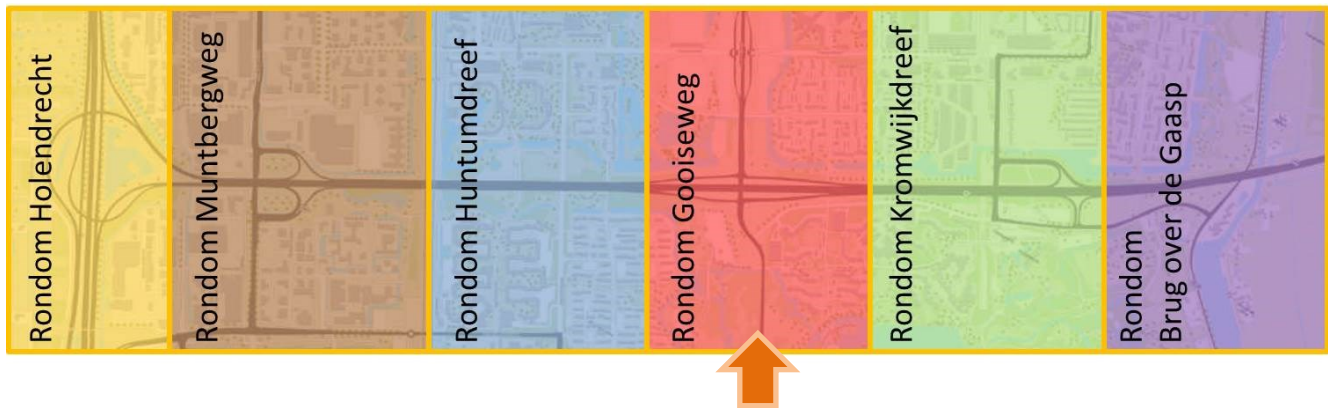 Rondom Holendrecht
Rondom Muntbergweg
Rondom Huntumdreef
Rondom Gooiseweg
Rondom Kromwijkdreef
Rondom
Brug over de Gaasp